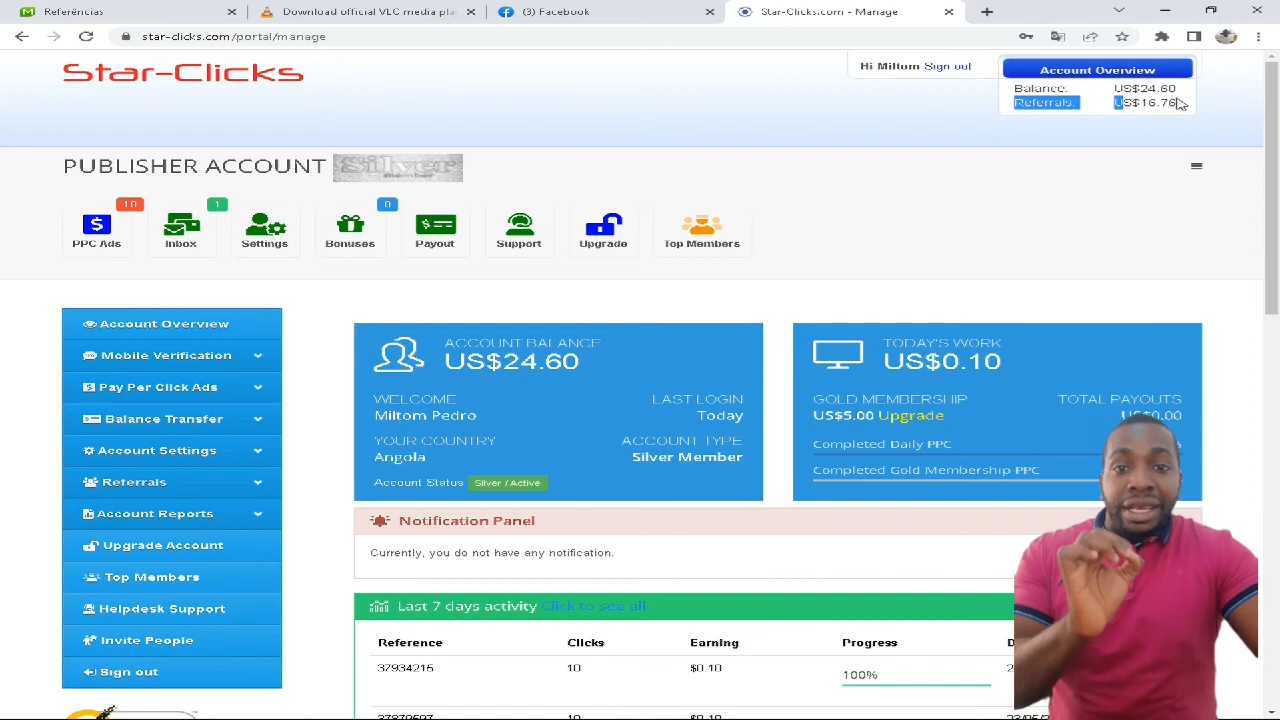 Referências
Download official VLC media pla
(3) Facebook
Star-Clicks.com - Manage
star-clicks.com/portal/manage
Star-Clicks
Hi Miltum Sign out
Account Overview
Balance: US$24.60
Referrals: US$16.76
PUBLISHER ACCOUNT Silver
10
1
0
PPC Ads
Inbox
Settings
Bonuses
Payout
Support
Upgrade
Top Members
Account Overview
Mobile Verification
Pay Per Click Ads
Balance Transfer
Account Settings
Referrals
Account Reports
Upgrade Account
Top Members
Helpdesk Support
Invite People
Sign out
ACCOUNT BALANCE
US$24.60
WELCOME LAST LOGIN
Miltom Pedro Today
YOUR COUNTRY ACCOUNT TYPE
Angola Silver Member
Account Status Silver / Active
TODAY'S WORK
US$0.10
GOLD MEMBERSHIP TOTAL PAYOUTS
US$5.00 Upgrade US$0.00
Completed Daily PPC
Completed Gold Membership PPC
Notification Panel
Currently, you do not have any notification.
Last 7 days activity Click to see all
Reference Clicks Earning Progress
37934215 10 $0.10 100%